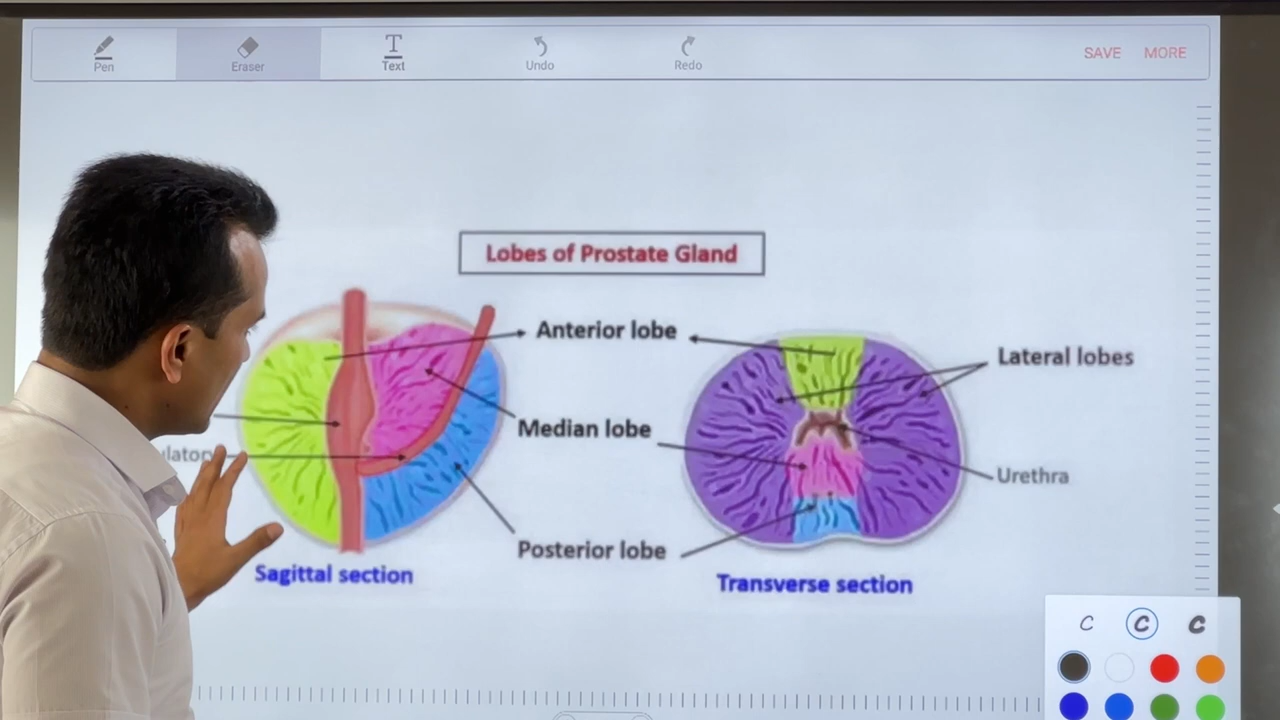 Pen
Eraser
Text
Undo
Redo
SAVE
MORE
Lobes of Prostate Gland
Anterior lobe
Lateral lobes
Median lobe
Urethra
Posterior lobe
Sagittal section
Transverse section
C C C